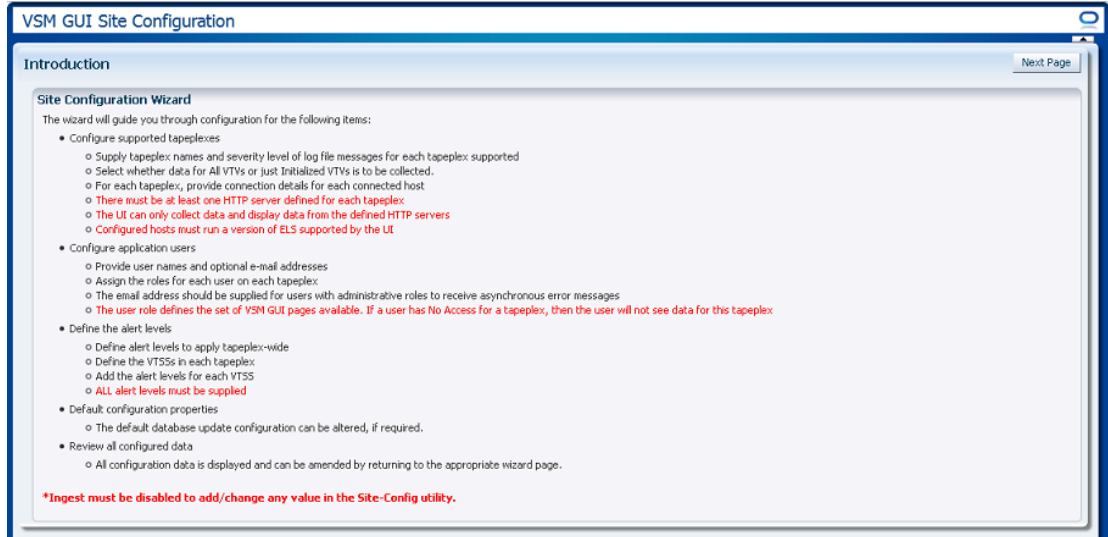 VSM GUI Site Configuration
Introduction
Next Page
Site Configuration Wizard
The wizard will guide you through configuration for the following items:
• Configure supported tapeplexes
o Supply tapeplex names and severity level of log file messages for each tapeplex supported
o Select whether data for All VTVs or just Initialized VTVs is to be collected.
o For each tapeplex, provide connection details for each connected host
o There must be at least one HTTP server defined for each tapeplex
o The UI can only collect data and display data from the defined HTTP servers
o Configured hosts must run a version of ELS supported by the UI
• Configure application users
o Provide user names and optional e-mail addresses
o Assign the roles for each user on each tapeplex
o The email address should be supplied for users with administrative roles to receive asynchronous error messages
o The user role defines the set of VSM GUI pages available. If a user has No Access for a tapeplex, then the user will not see data for this tapeplex
• Define the alert levels
o Define alert levels to apply tapeplex-wide
o Define the VTSSs in each tapeplex
o Add the alert levels for each VTSS
o ALL alert levels must be supplied
• Default configuration properties
o The default database update configuration can be altered, if required.
• Review all configured data
o All configuration data is displayed and can be amended by returning to the appropriate wizard page.
*Ingest must be disabled to add/change any value in the Site-Config utility.